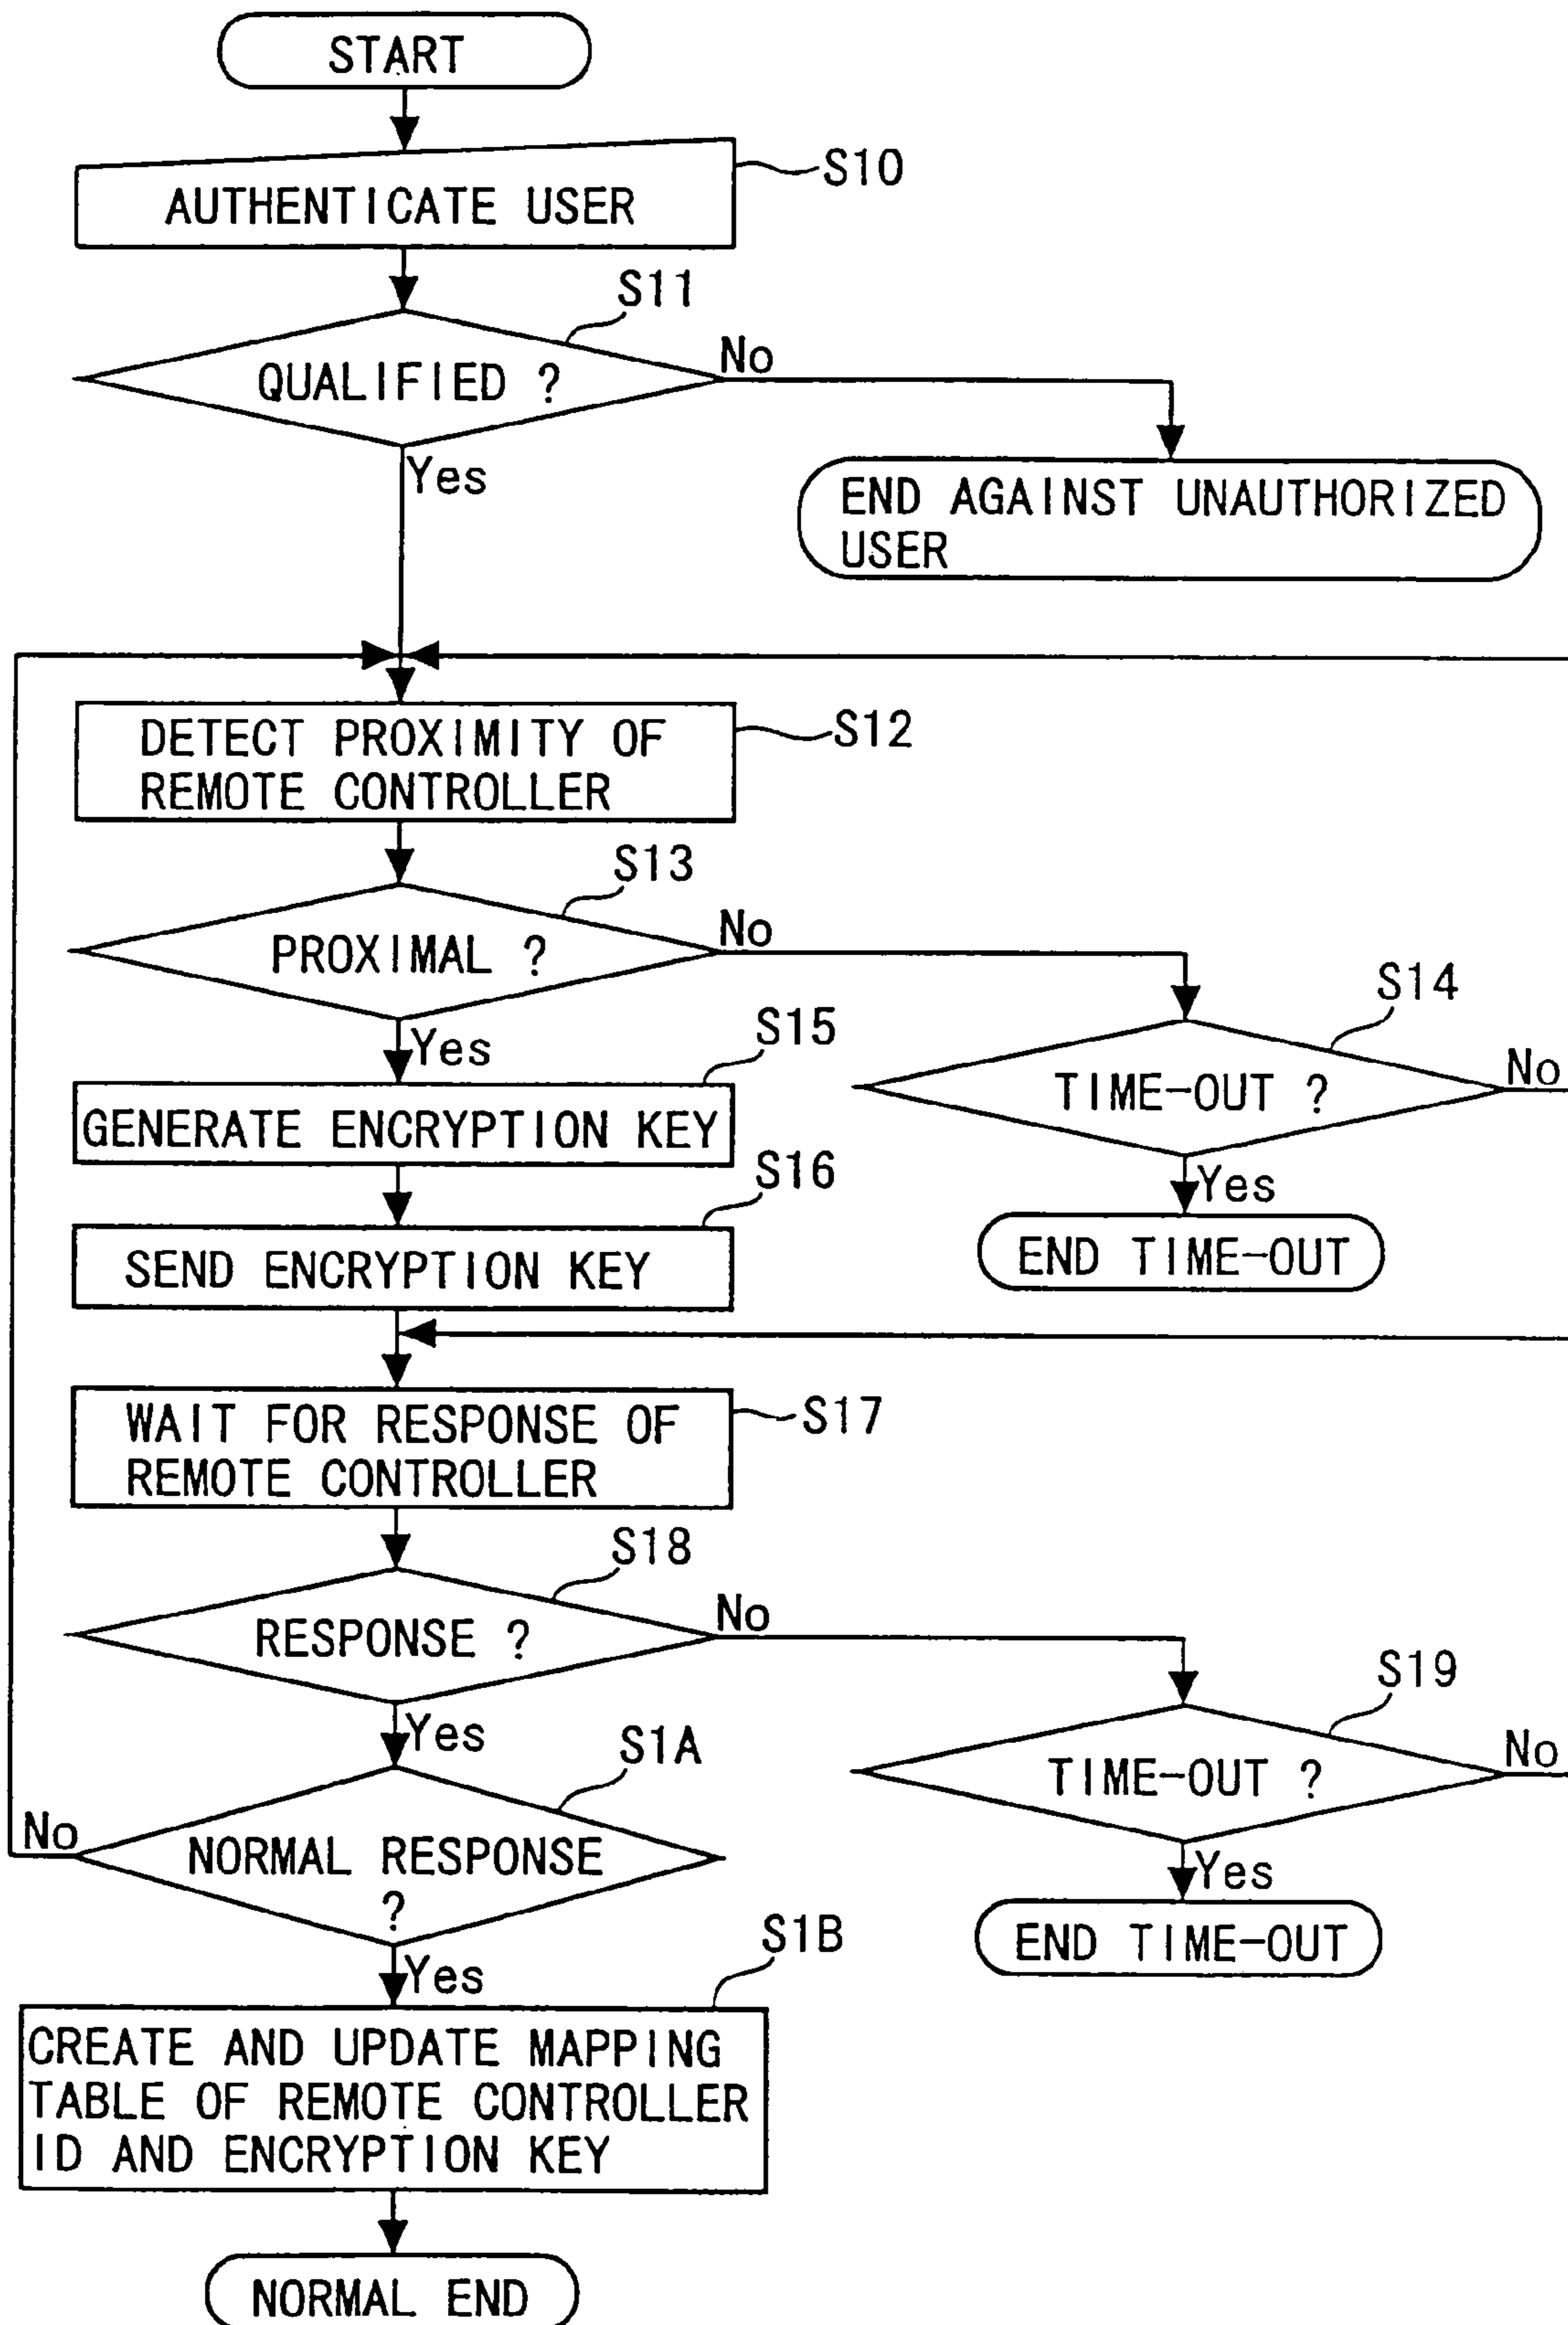 START
AUTHENTICATE USER
S10
S11
QUALIFIED ?
No
Yes
END AGAINST UNAUTHORIZED
USER
DETECT PROXIMITY OF
REMOTE CONTROLLER
S12
S13
PROXIMAL ?
No
Yes
S14
TIME-OUT ?
No
Yes
END TIME-OUT
S15
GENERATE ENCRYPTION KEY
S16
SEND ENCRYPTION KEY
WAIT FOR RESPONSE OF
REMOTE CONTROLLER
S17
S18
RESPONSE ?
No
Yes
S19
TIME-OUT ?
No
Yes
END TIME-OUT
S1A
NORMAL RESPONSE
?
No
Yes
S1B
CREATE AND UPDATE MAPPING
TABLE OF REMOTE CONTROLLER
ID AND ENCRYPTION KEY
NORMAL END